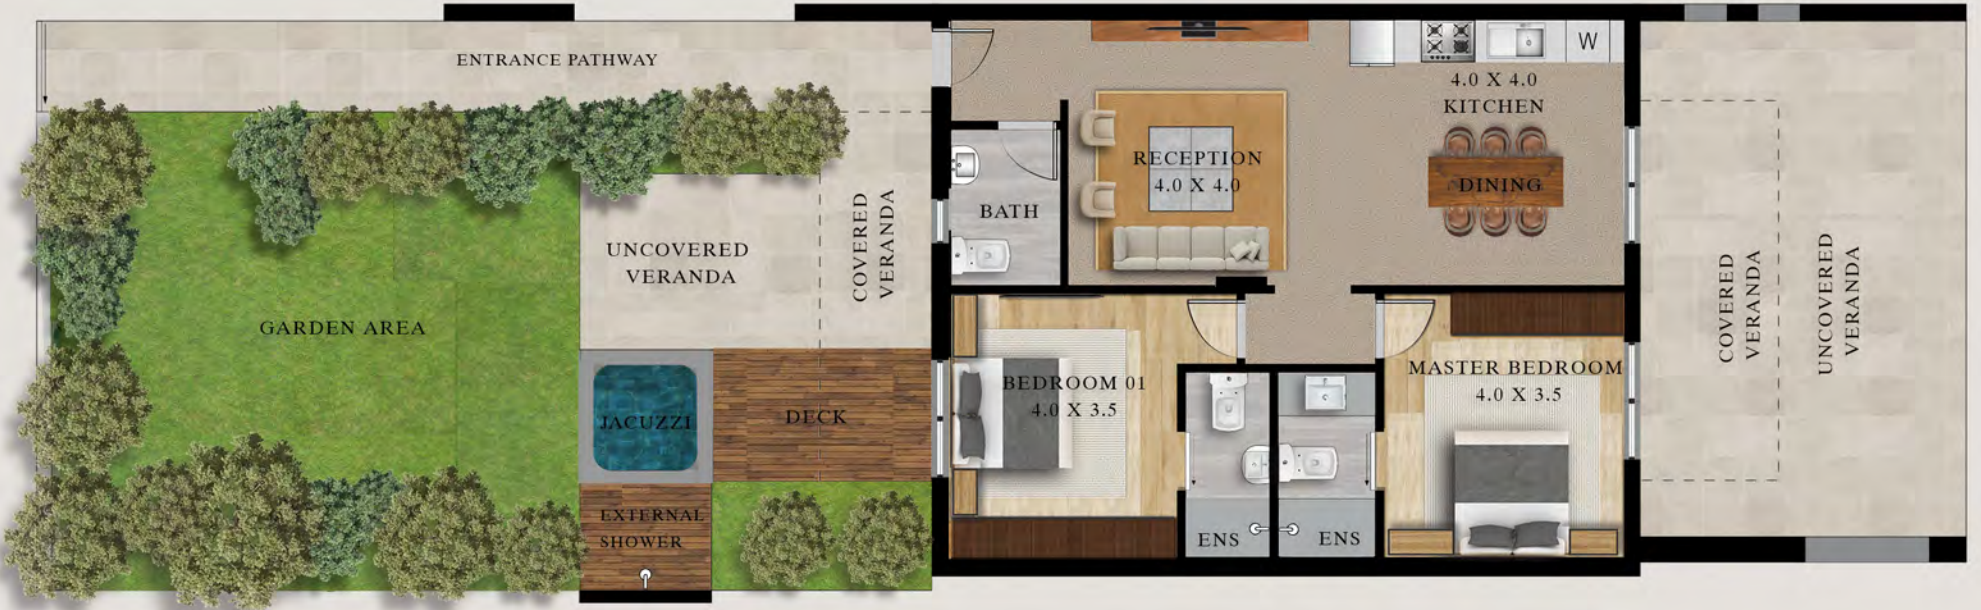 ENTRANCE PATHWAY
W
4.0 X 4.0
KITCHEN
RECEPTION
4.0 X 4.0
DINING
BATH
UNCOVERED
VERANDA
COVERED
VERANDA
GARDEN AREA
COVERED
VERANDA
UNCOVERED
VERANDA
BEDROOM 01
4.0 X 3.5
MASTER BEDROOM
4.0 X 3.5
JACUZZI
DECK
EXTERNAL
SHOWER
ENS
ENS